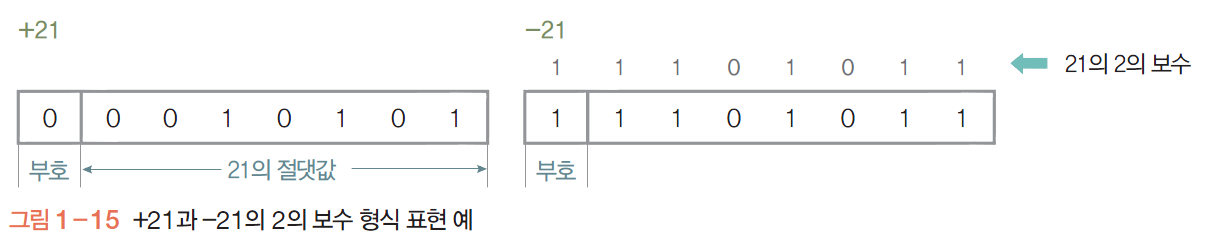 +21
−21
1 1 1 0 1 0 1 1
21의 2의 보수
0 0 0 1 0 1 0 1
1 1 1 0 1 0 1 1
부호
21의 절댓값
부호
그림 1-15 +21과 −21의 2의 보수 형식 표현 예